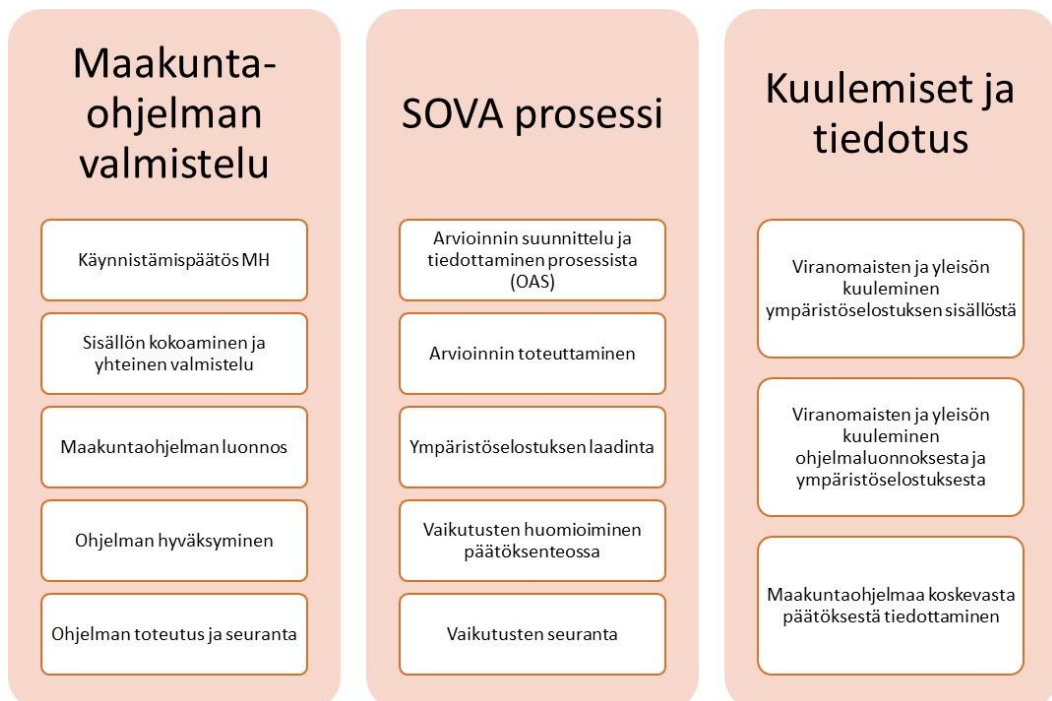 Maakunta-
ohjelman
valmistelu
Käynnistämispäätös MH
Sisällön kokoaminen ja
yhteinen valmistelu
Maakuntaohjelman luonnos
Ohjelman hyväksyminen
Ohjelman toteutus ja seuranta
SOVA prosessi
Arvioinnin suunnittelu ja
tiedottaminen prosessista
(OAS)
Arvioinnin toteuttaminen
Ympäristöselostuksen laadinta
Vaikutusten huomioiminen
päätöksenteossa
Vaikutusten seuranta
Kuulemiset ja
tiedotus
Viranomaisten ja yleisön
kuuleminen
ympäristöselostuksen sisällöstä
Viranomaisten ja yleisön
kuuleminen
ohjelmaluonnoksesta ja
ympäristöselostuksesta
Maakuntaohjelmaa koskevasta
päätöksestä tiedottaminen